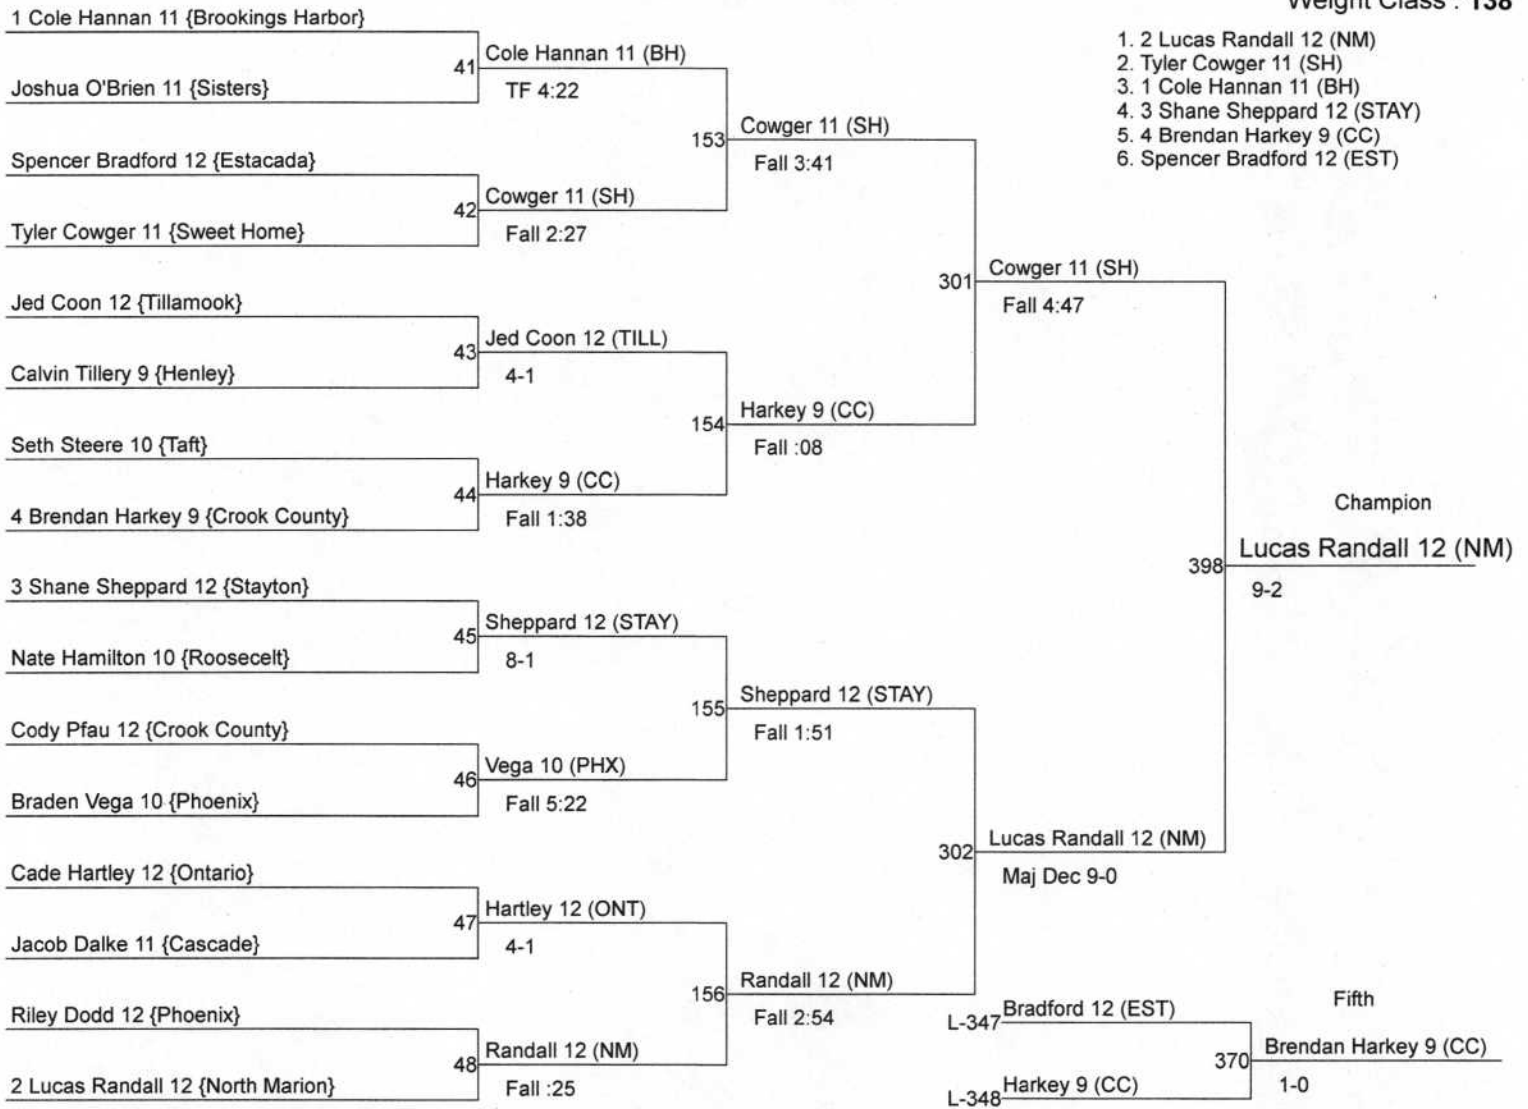 Weight Class : 138
1 Cole Hannan 11 {Brookings Harbor}
Joshua O'Brien 11 {Sisters}
Spencer Bradford 12 {Estacada}
Tyler Cowger 11 {Sweet Home}
Jed Coon 12 {Tillamook}
Calvin Tillery 9 {Henley}
Seth Steere 10 {Taft}
4 Brendan Harkey 9 {Crook County}
3 Shane Sheppard 12 {Stayton}
Nate Hamilton 10 {Roosecelt}
Cody Pfau 12 {Crook County}
Braden Vega 10 {Phoenix}
Cade Hartley 12 {Ontario}
Jacob Dalke 11 {Cascade}
Riley Dodd 12 {Phoenix}
2 Lucas Randall 12 {North Marion}
41 Cole Hannan 11 (BH)
TF 4:22
42 Cowger 11 (SH)
Fall 2:27
43 Jed Coon 12 (TILL)
4-1
44 Harkey 9 (CC)
Fall 1:38
45 Sheppard 12 (STAY)
8-1
46 Vega 10 (PHX)
Fall 5:22
47 Hartley 12 (ONT)
4-1
48 Randall 12 (NM)
Fall :25
153 Cowger 11 (SH)
Fall 3:41
154 Harkey 9 (CC)
Fall :08
155 Sheppard 12 (STAY)
Fall 1:51
156 Randall 12 (NM)
Fall 2:54
301 Cowger 11 (SH)
Fall 4:47
302 Lucas Randall 12 (NM)
Maj Dec 9-0
Champion
398 Lucas Randall 12 (NM)
9-2
1. 2 Lucas Randall 12 (NM)
2. Tyler Cowger 11 (SH)
3. 1 Cole Hannan 11 (BH)
4. 3 Shane Sheppard 12 (STAY)
5. 4 Brendan Harkey 9 (CC)
6. Spencer Bradford 12 (EST)
L-347 Bradford 12 (EST)
L-348 Harkey 9 (CC)
Fifth
370 Brendan Harkey 9 (CC)
1-0